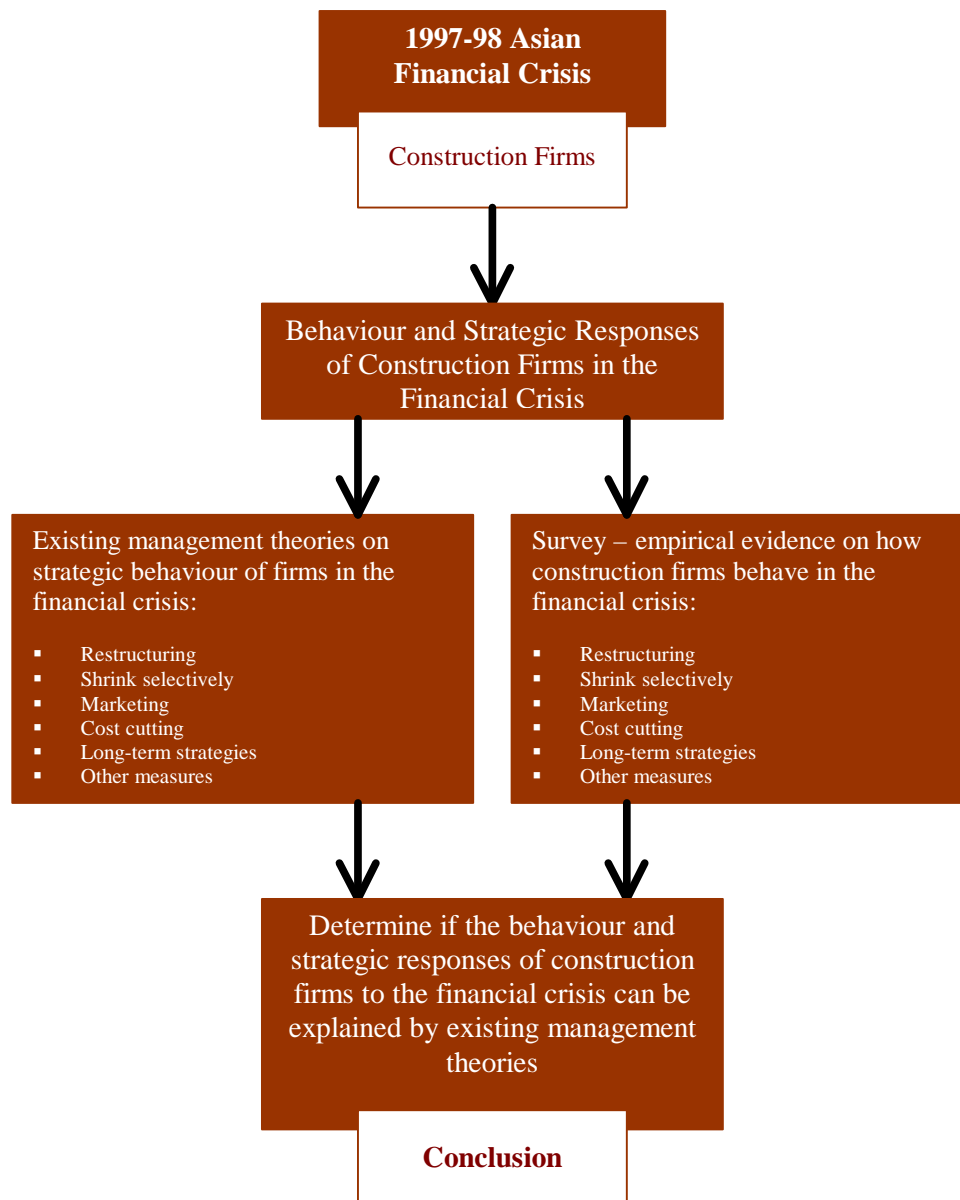 1997-98 Asian
Financial Crisis
Construction Firms
Behaviour and Strategic Responses
of Construction Firms in the
Financial Crisis
Existing management theories on
strategic behaviour of firms in the
financial crisis:
▪ Restructuring
▪ Shrink selectively
▪ Marketing
▪ Cost cutting
▪ Long-term strategies
▪ Other measures
Survey – empirical evidence on how
construction firms behave in the
financial crisis:
▪ Restructuring
▪ Shrink selectively
▪ Marketing
▪ Cost cutting
▪ Long-term strategies
▪ Other measures
Determine if the behaviour and
strategic responses of construction
firms to the financial crisis can be
explained by existing management
theories
Conclusion